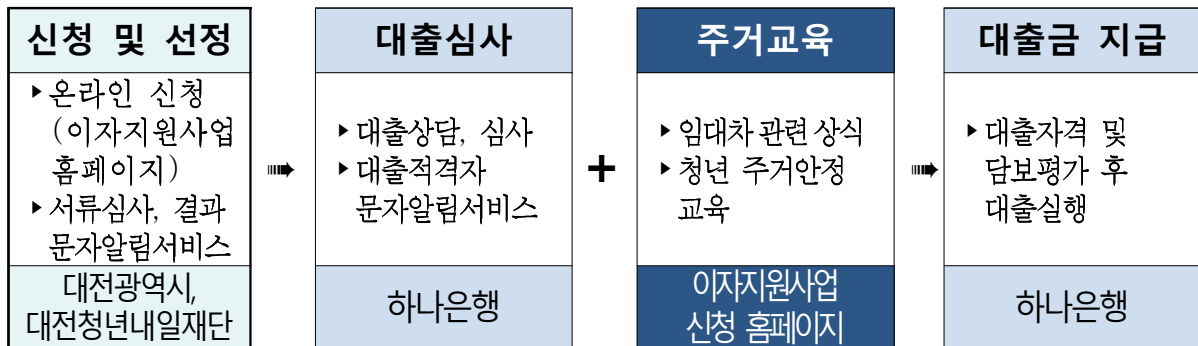 신청 및 선정
▸온라인 신청
(이자지원사업
홈페이지)
▸서류심사, 결과
문자알림서비스
대전광역시,
대전청년내일재단
➠
대출심사
▸대출상담, 심사
▸대출적격자
문자알림서비스
하나은행
+
주거교육
▸임대차 관련 상식
▸청년 주거안정
교육
이자지원사업
신청 홈페이지
➠
대출금 지급
▸대출자격 및
담보평가 후
대출실행
하나은행